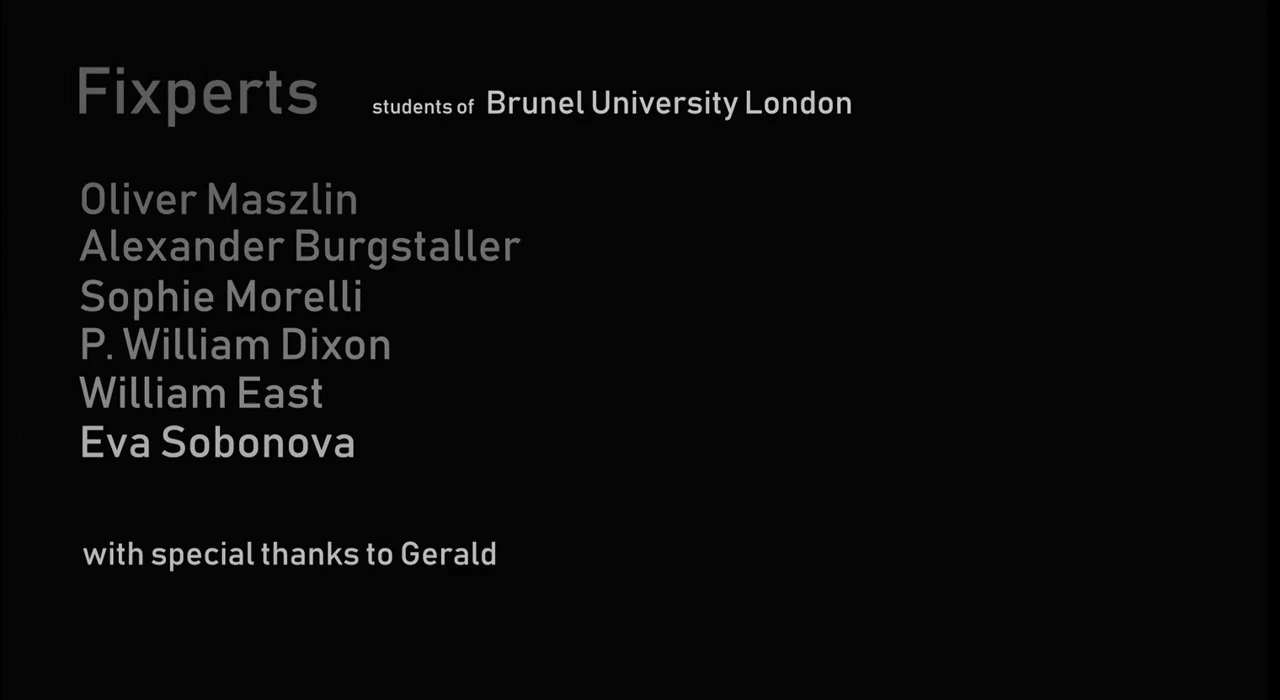 Fixperts students of Brunel University London
Oliver Maszlin
Alexander Burgstaller
Sophie Morelli
P. William Dixon
William East
Eva Sobonova
with special thanks to Gerald